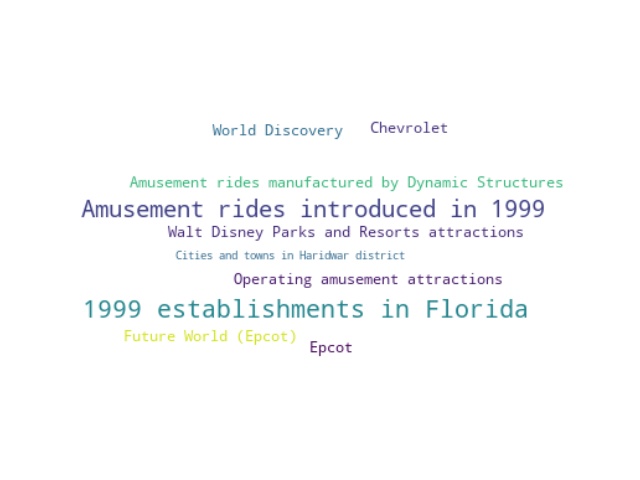 World Discovery
Chevrolet
Amusement rides manufactured by Dynamic Structures
Amusement rides introduced in 1999
Walt Disney Parks and Resorts attractions
Cities and towns in Haridwar district
Operating amusement attractions
1999 establishments in Florida
Future World (Epcot)
Epcot